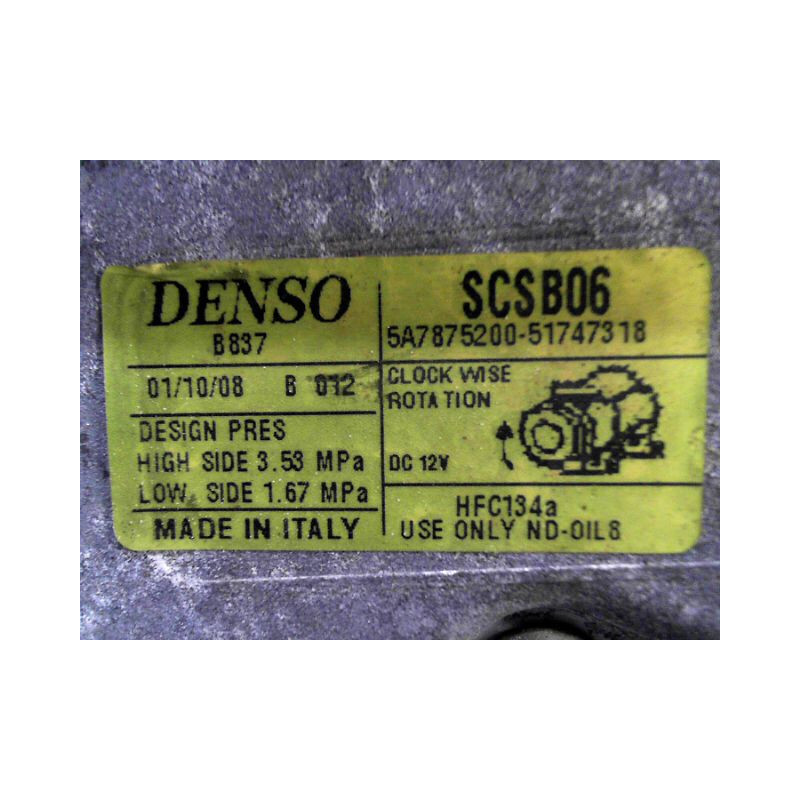 DENSO
B837
01/10/08 B 012
DESIGN PRES
HIGH SIDE 3.53 MPa
LOW SIDE 1.67 MPa
MADE IN ITALY
SCSB06
5A7875200-51747318
CLOCK WISE
ROTATION
DC 12V
HFC134a
USE ONLY ND-OIL8